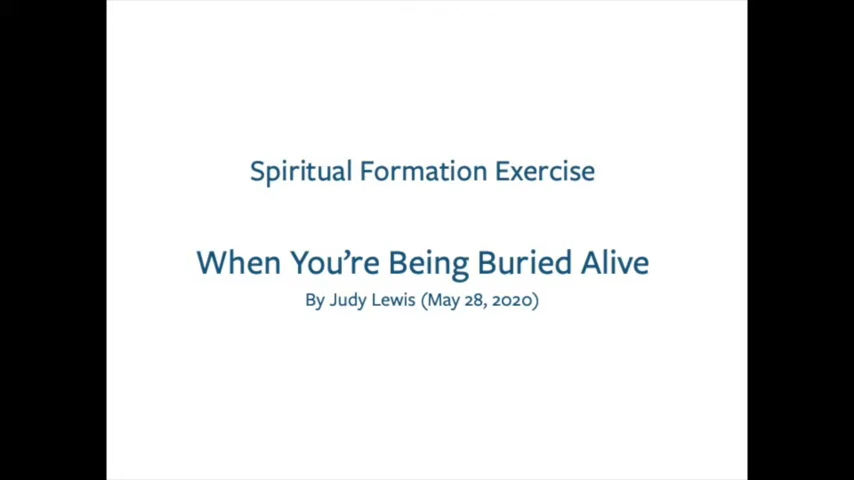 Spiritual Formation Exercise
When You’re Being Buried Alive
By Judy Lewis (May 28, 2020)